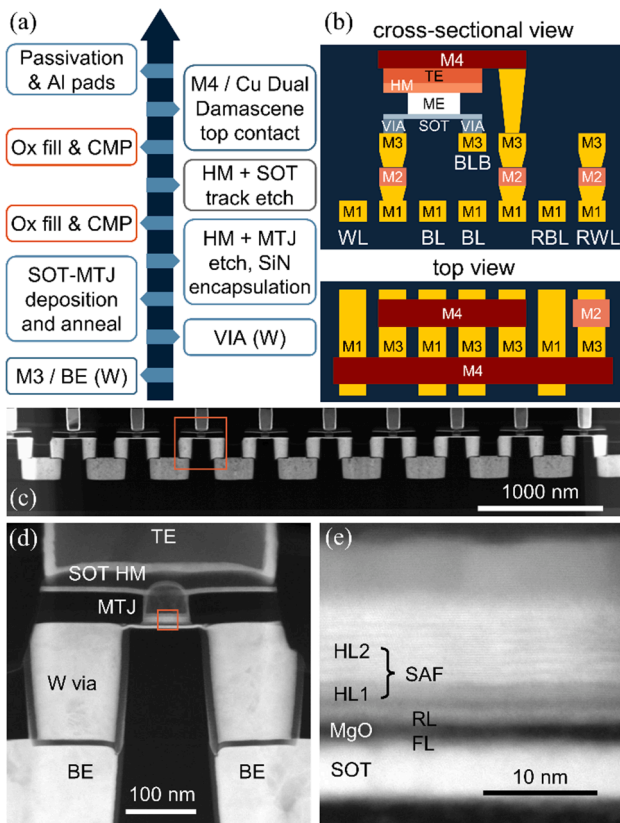 (a)
Passivation
& Al pads
M4 / Cu Dual
Damascene
top contact
Ox fill & CMP
HM + SOT
track etch
Ox fill & CMP
HM + MTJ
etch, SiN
encapsulation
SOT-MTJ
deposition
and anneal
VIA (W)
M3 / BE (W)
(b)
cross-sectional view
M4
TE
HM
ME
VIA SOT VIA
M3 M3 M3 M3
BLB
M2 M2 M2
M1 M1 M1 M1 M1 M1 M1
WL BL BL RBL RWL
top view
M4 M2
M1 M3 M1 M3 M3 M1 M3
M4
(c)
1000 nm
(d)
TE
SOT HM
MTJ
W via
BE BE
100 nm
(e)
HL2
SAF
HL1
RL
MgO
FL
SOT
10 nm